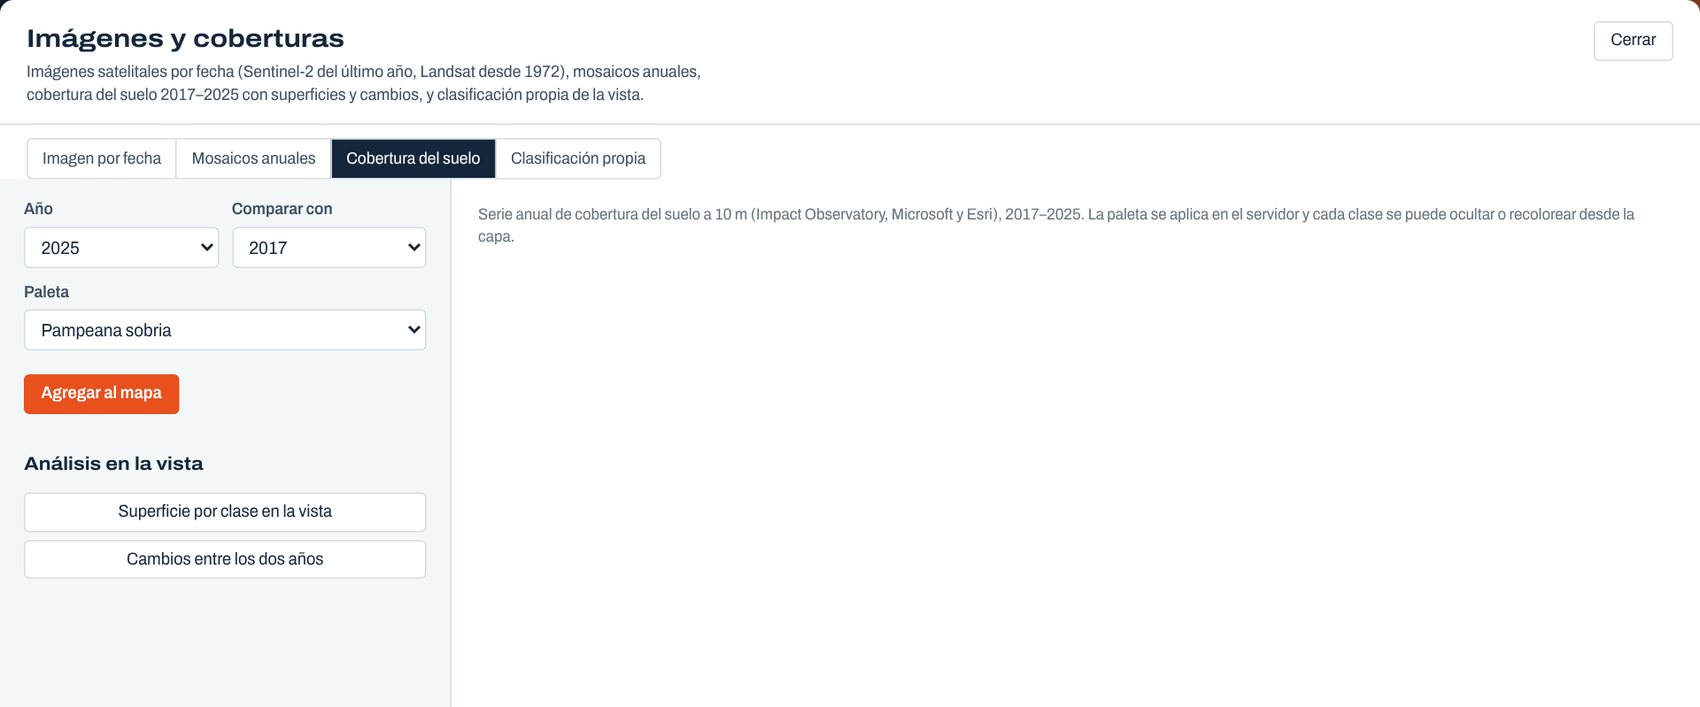 Imágenes y coberturas
Cerrar
Imágenes satelitales por fecha (Sentinel-2 del último año, Landsat desde 1972), mosaicos anuales,
cobertura del suelo 2017–2025 con superficies y cambios, y clasificación propia de la vista.
Imagen por fecha
Mosaicos anuales
Cobertura del suelo
Clasificación propia
Año
Comparar con
2025
2017
Paleta
Pampeana sobria
Agregar al mapa
Análisis en la vista
Superficie por clase en la vista
Cambios entre los dos años
Serie anual de cobertura del suelo a 10 m (Impact Observatory, Microsoft y Esri), 2017–2025. La paleta se aplica en el servidor y cada clase se puede ocultar o recolorear desde la
capa.